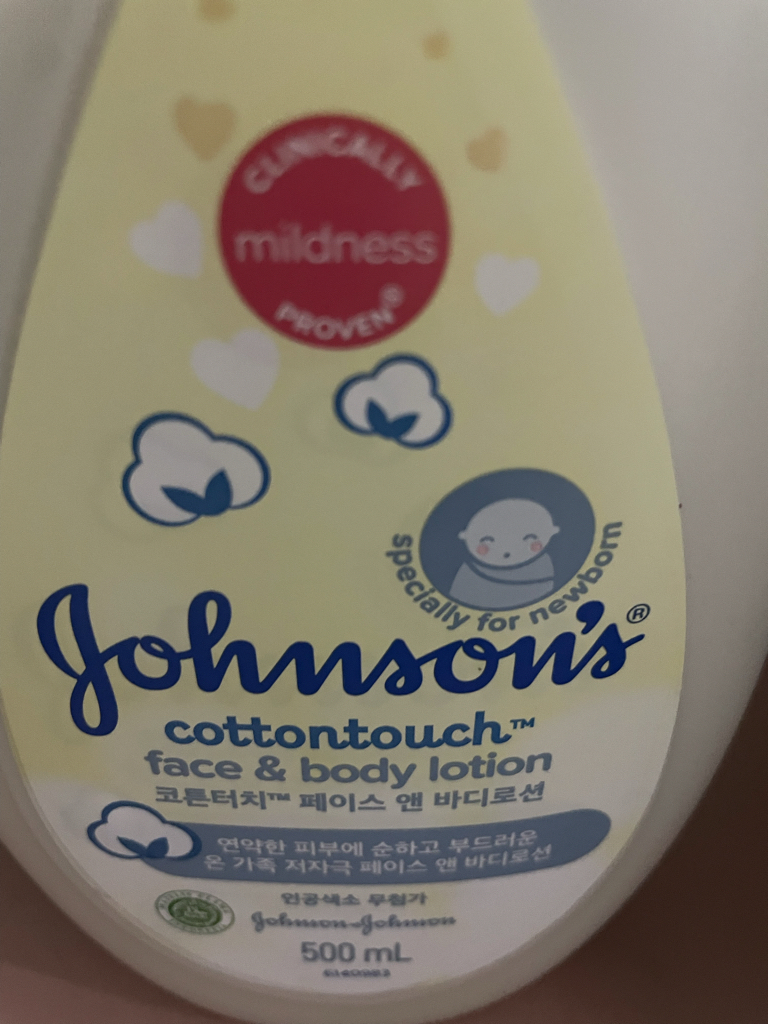 CLINICALLY
mildness
PROVEN®
specially for newborn
Johnson's®
cottontouch™
face & body lotion
코튼터치™ 페이스 앤 바디로션
연약한 피부에 순하고 부드러운
온 가족 저자극 페이스 앤 바디로션
인공색소 무첨가
Johnson&Johnson
500 mL